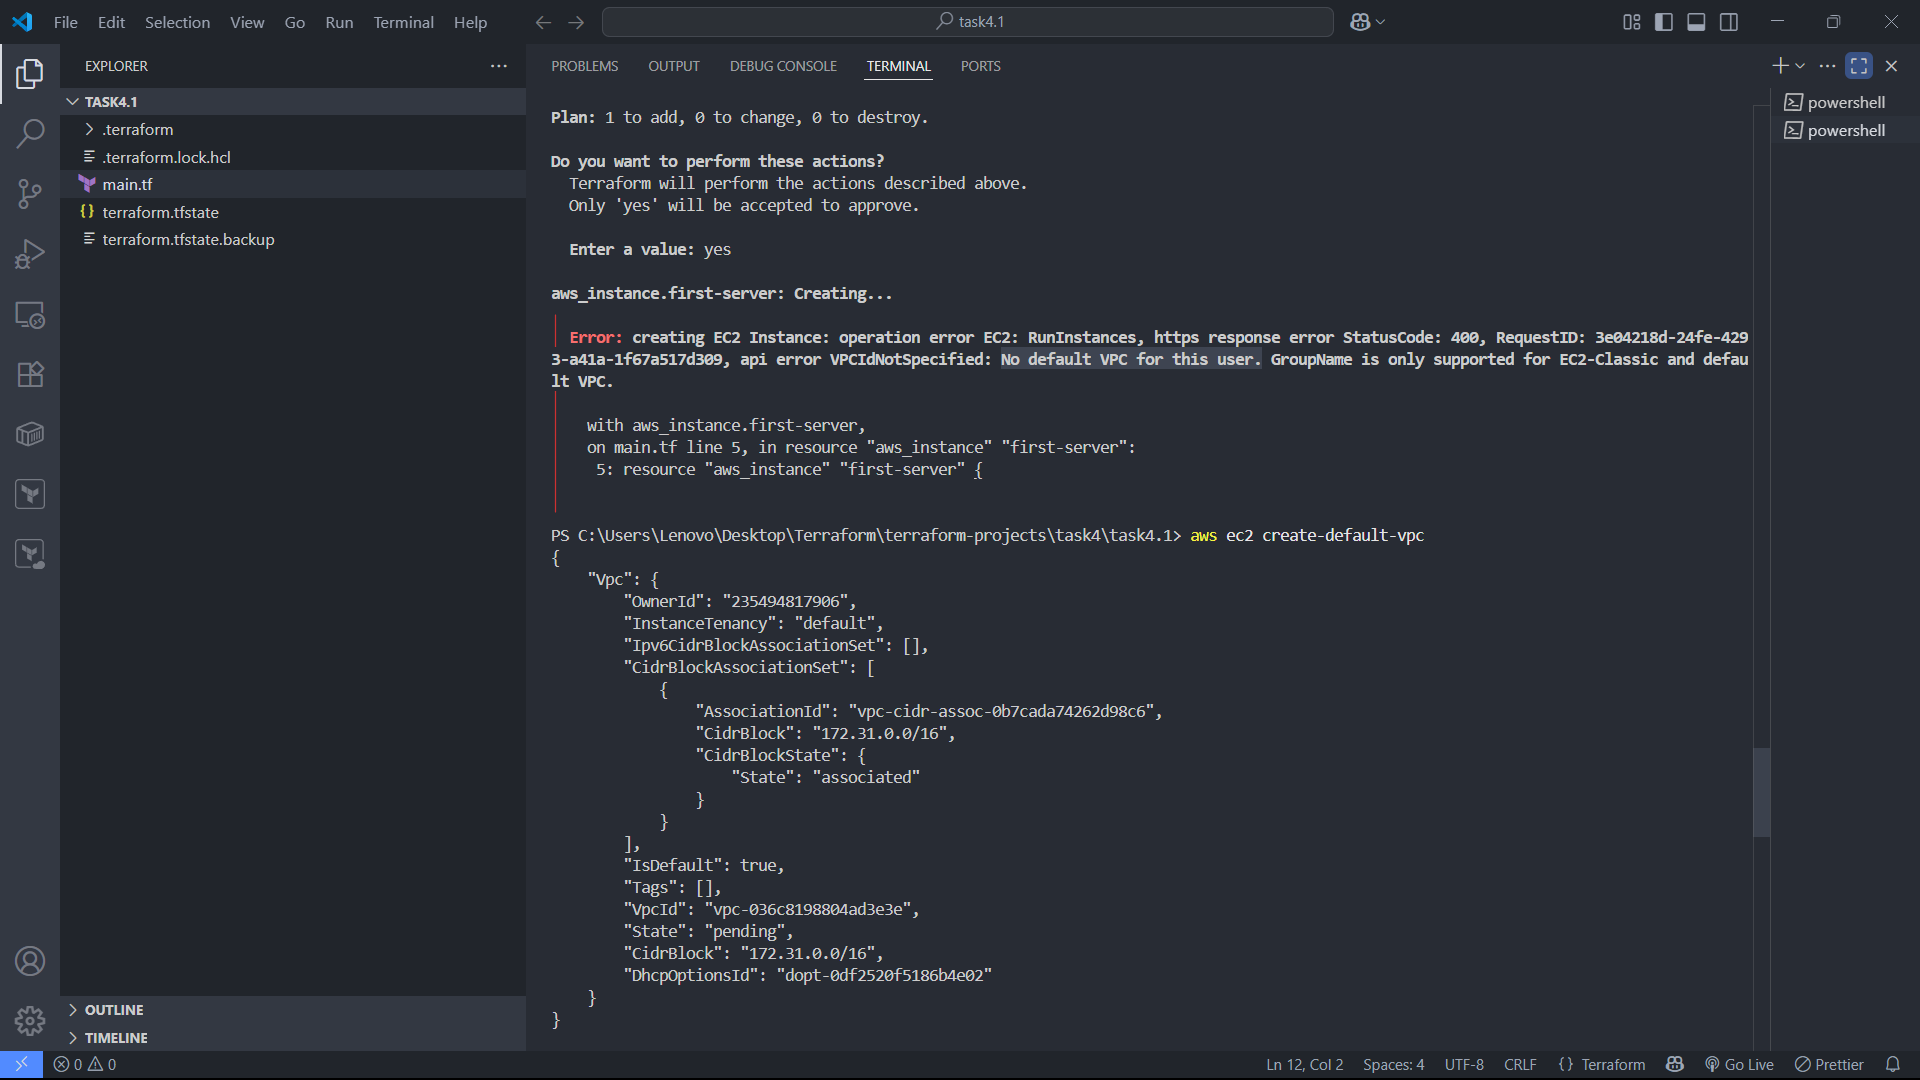 File Edit Selection View Go Run Terminal Help
task4.1
EXPLORER
TASK4.1
.terraform
.terraform.lock.hcl
main.tf
terraform.tfstate
terraform.tfstate.backup
OUTLINE
TIMELINE
PROBLEMS OUTPUT DEBUG CONSOLE TERMINAL PORTS
powershell
powershell
Plan: 1 to add, 0 to change, 0 to destroy.
Do you want to perform these actions?
Terraform will perform the actions described above.
Only 'yes' will be accepted to approve.
Enter a value: yes
aws_instance.first-server: Creating...
Error: creating EC2 Instance: operation error EC2: RunInstances, https response error StatusCode: 400, RequestID: 3e04218d-24fe-429
3-a41a-1f67a517d309, api error VPCIdNotSpecified: No default VPC for this user. GroupName is only supported for EC2-Classic and defau
lt VPC.
with aws_instance.first-server,
on main.tf line 5, in resource "aws_instance" "first-server":
5: resource "aws_instance" "first-server" {
PS C:\Users\Lenovo\Desktop\Terraform\terraform-projects\task4\task4.1> aws ec2 create-default-vpc
{
"Vpc": {
"OwnerId": "235494817906",
"InstanceTenancy": "default",
"Ipv6CidrBlockAssociationSet": [],
"CidrBlockAssociationSet": [
{
"AssociationId": "vpc-cidr-assoc-0b7cada74262d98c6",
"CidrBlock": "172.31.0.0/16",
"CidrBlockState": {
"State": "associated"
}
}
],
"IsDefault": true,
"Tags": [],
"VpcId": "vpc-036c8198804ad3e3e",
"State": "pending",
"CidrBlock": "172.31.0.0/16",
"DhcpOptionsId": "dopt-0df2520f5186b4e02"
}
}
0 0
Ln 12, Col 2 Spaces: 4 UTF-8 CRLF {} Terraform Go Live Prettier